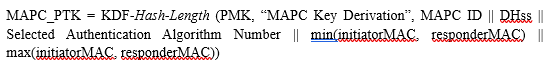 MAPC_PTK = KDF-Hash-Length (PMK, “MAPC Key Derivation”, MAPC ID || DHss ||
Selected Authentication Algorithm Number || min(initiatorMAC, responderMAC) ||
max(initiatorMAC, responderMAC))